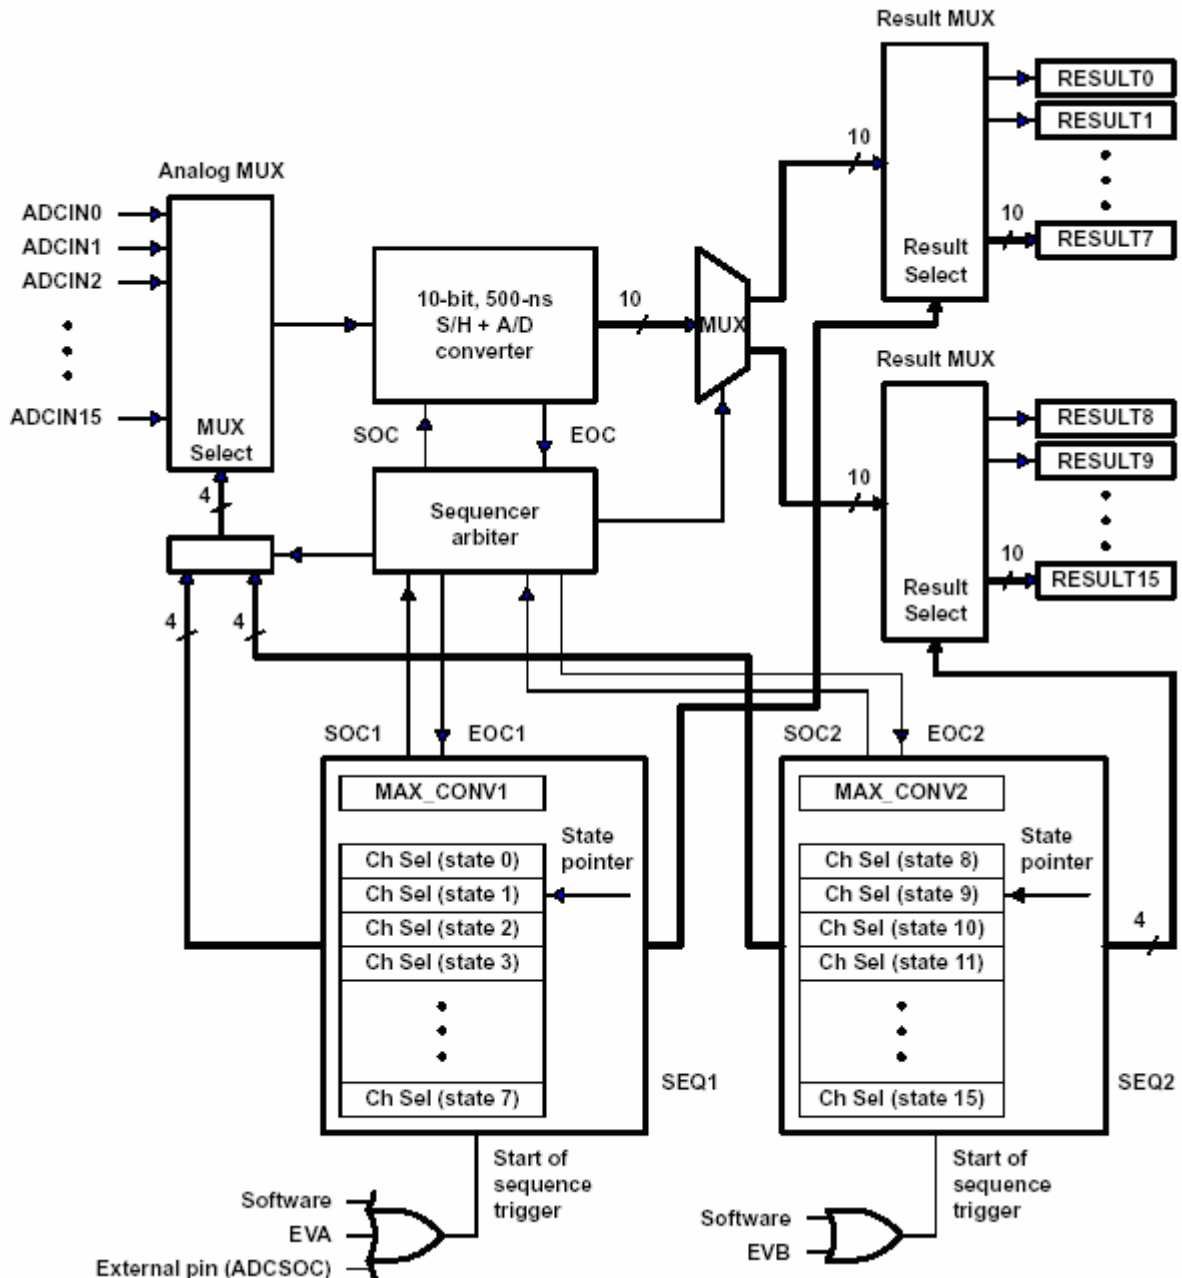 Result MUX
RESULT0
RESULT1
10
Analog MUX
ADCIN0
10
ADCIN1
RESULT7
Result
ADCIN2
Select
10-bit, 500-ns
10
S/H + A/D
MUX
converter
Result MUX
ADCIN15
MUX
Select
SOC
EOC
RESULT8
RESULT9
10
4
Sequencer
arbiter
10
RESULT15
Result
Select
4
4
SOC1
EOC1
SOC2
EOC2
MAX_CONV1
MAX_CONV2
State
pointer
State
pointer
Ch Sel (state 0)
Ch Sel (state 1)
Ch Sel (state 2)
Ch Sel (state 3)
Ch Sel (state 7)
SEQ1
Ch Sel (state 8)
Ch Sel (state 9)
Ch Sel (state 10)
Ch Sel (state 11)
Ch Sel (state 15)
4
SEQ2
Start of
sequence
trigger
Start of
sequence
trigger
Software
EVA
External pin (ADCSOC)
Software
EVB